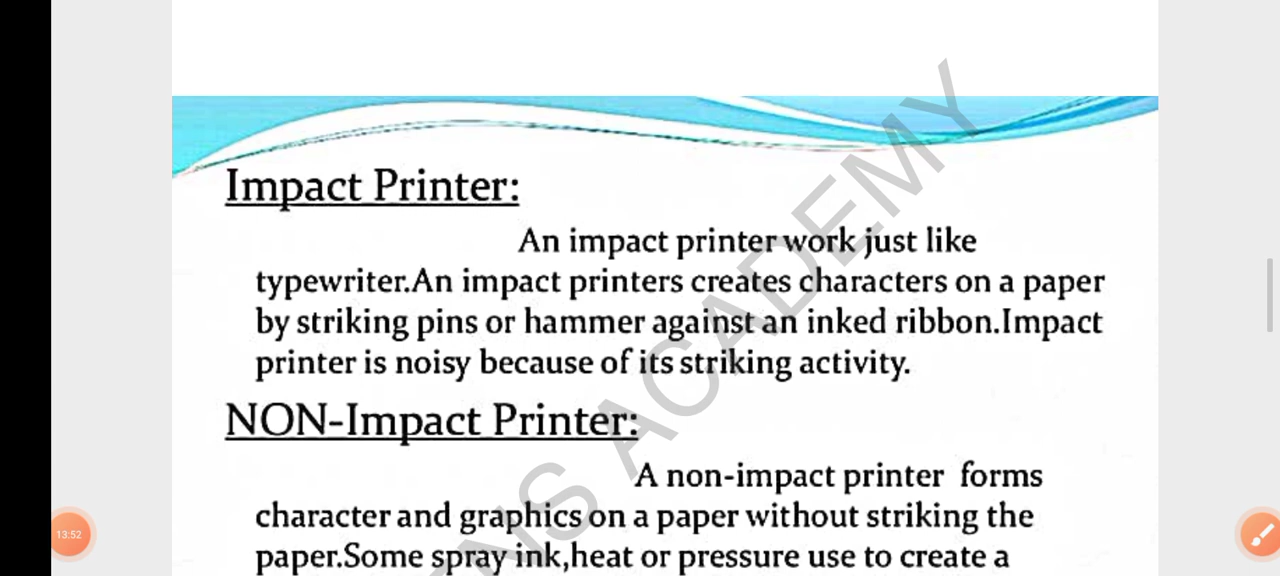 Impact Printer:
An impact printer work just like
typewriter.An impact printers creates characters on a paper
by striking pins or hammer against an inked ribbon.Impact
printer is noisy because of its striking activity.
NON-Impact Printer:
A non-impact printer forms
character and graphics on a paper without striking the
paper.Some spray ink,heat or pressure use to create a
NS ACADEMY
13:52